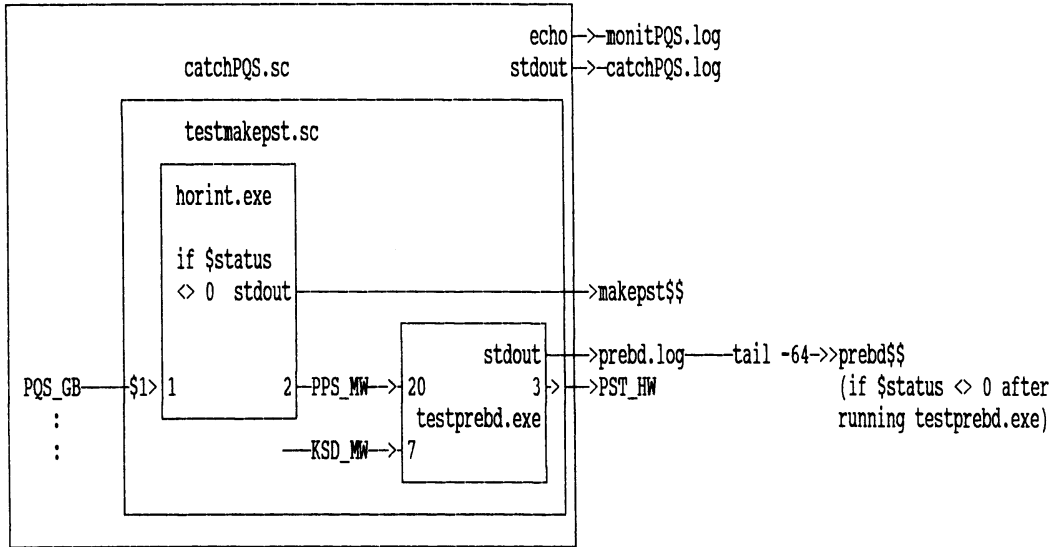 echo->-monitPQS.log
catchPQS.sc stdout->-catchPQS.log
testmakepst.sc
horint.exe
if $status
<> 0 stdout->makepst$$
stdout->prebd.log—tail -64->>prebd$$
PQS_GB—$1> 1 2-PPS_MW->-20 3 >->PST_HW (if $status <> 0 after
: testprebd.exe running testprebd.exe)
: —KSD_MW->-7